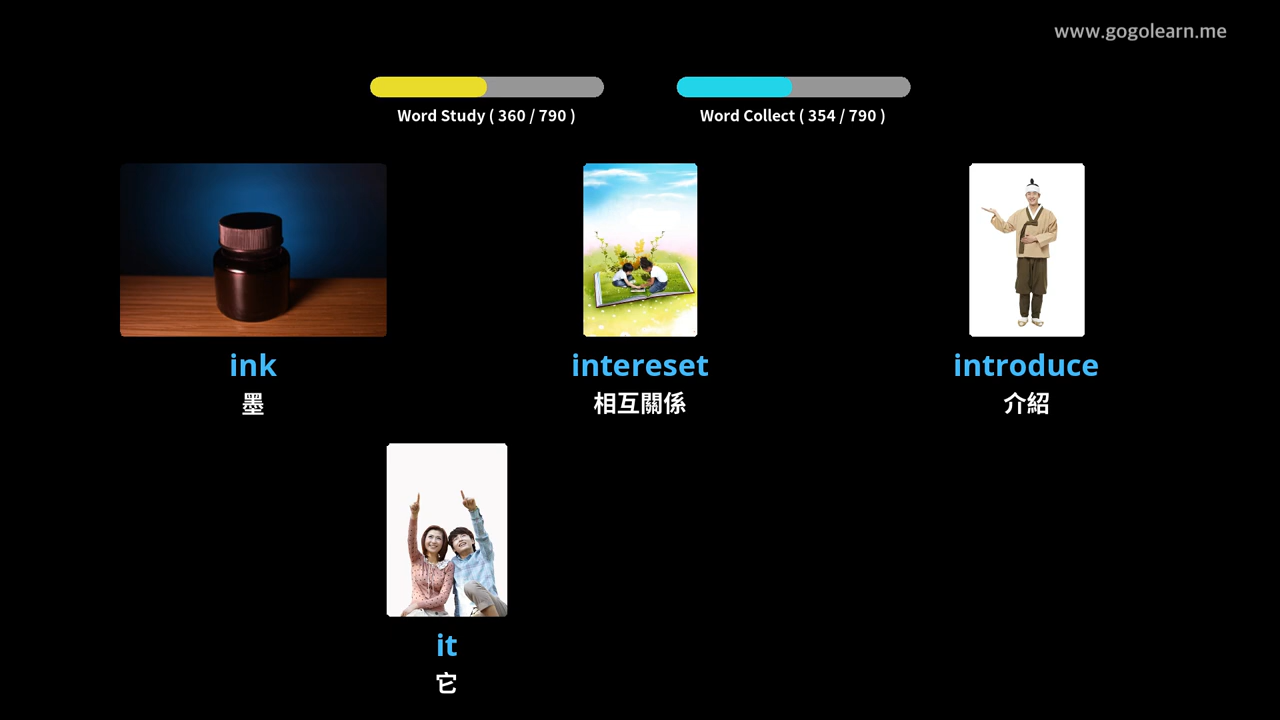 www.gogolearn.me
Word Study ( 360 / 790 )
Word Collect ( 354 / 790 )
ink
墨
intereset
相互關係
introduce
介紹
it
它